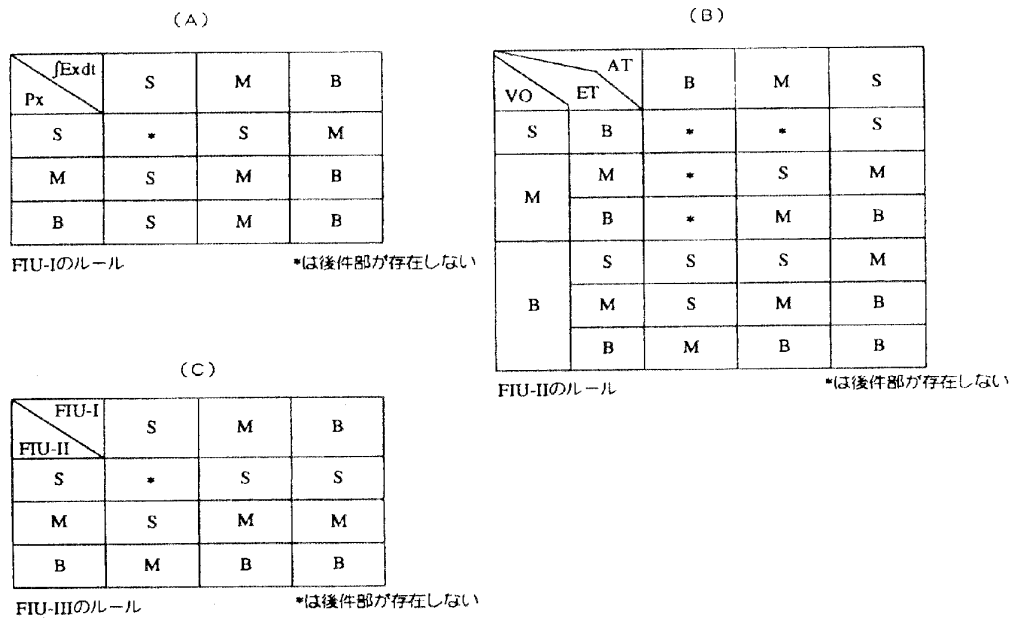 (A)
∫Exdt S M B
Px
S * S M
M S M B
B S M B
FIU-Iのルール *は後件部が存在しない
(B)
AT
VO ET B M S
S B * * S
M M * S M
B * M B
B S S S M
M S M B
B M B B
FIU-IIのルール *は後件部が存在しない
(C)
FIU-I S M B
FIU-II
S * S S
M S M M
B M B B
FIU-IIIのルール *は後件部が存在しない